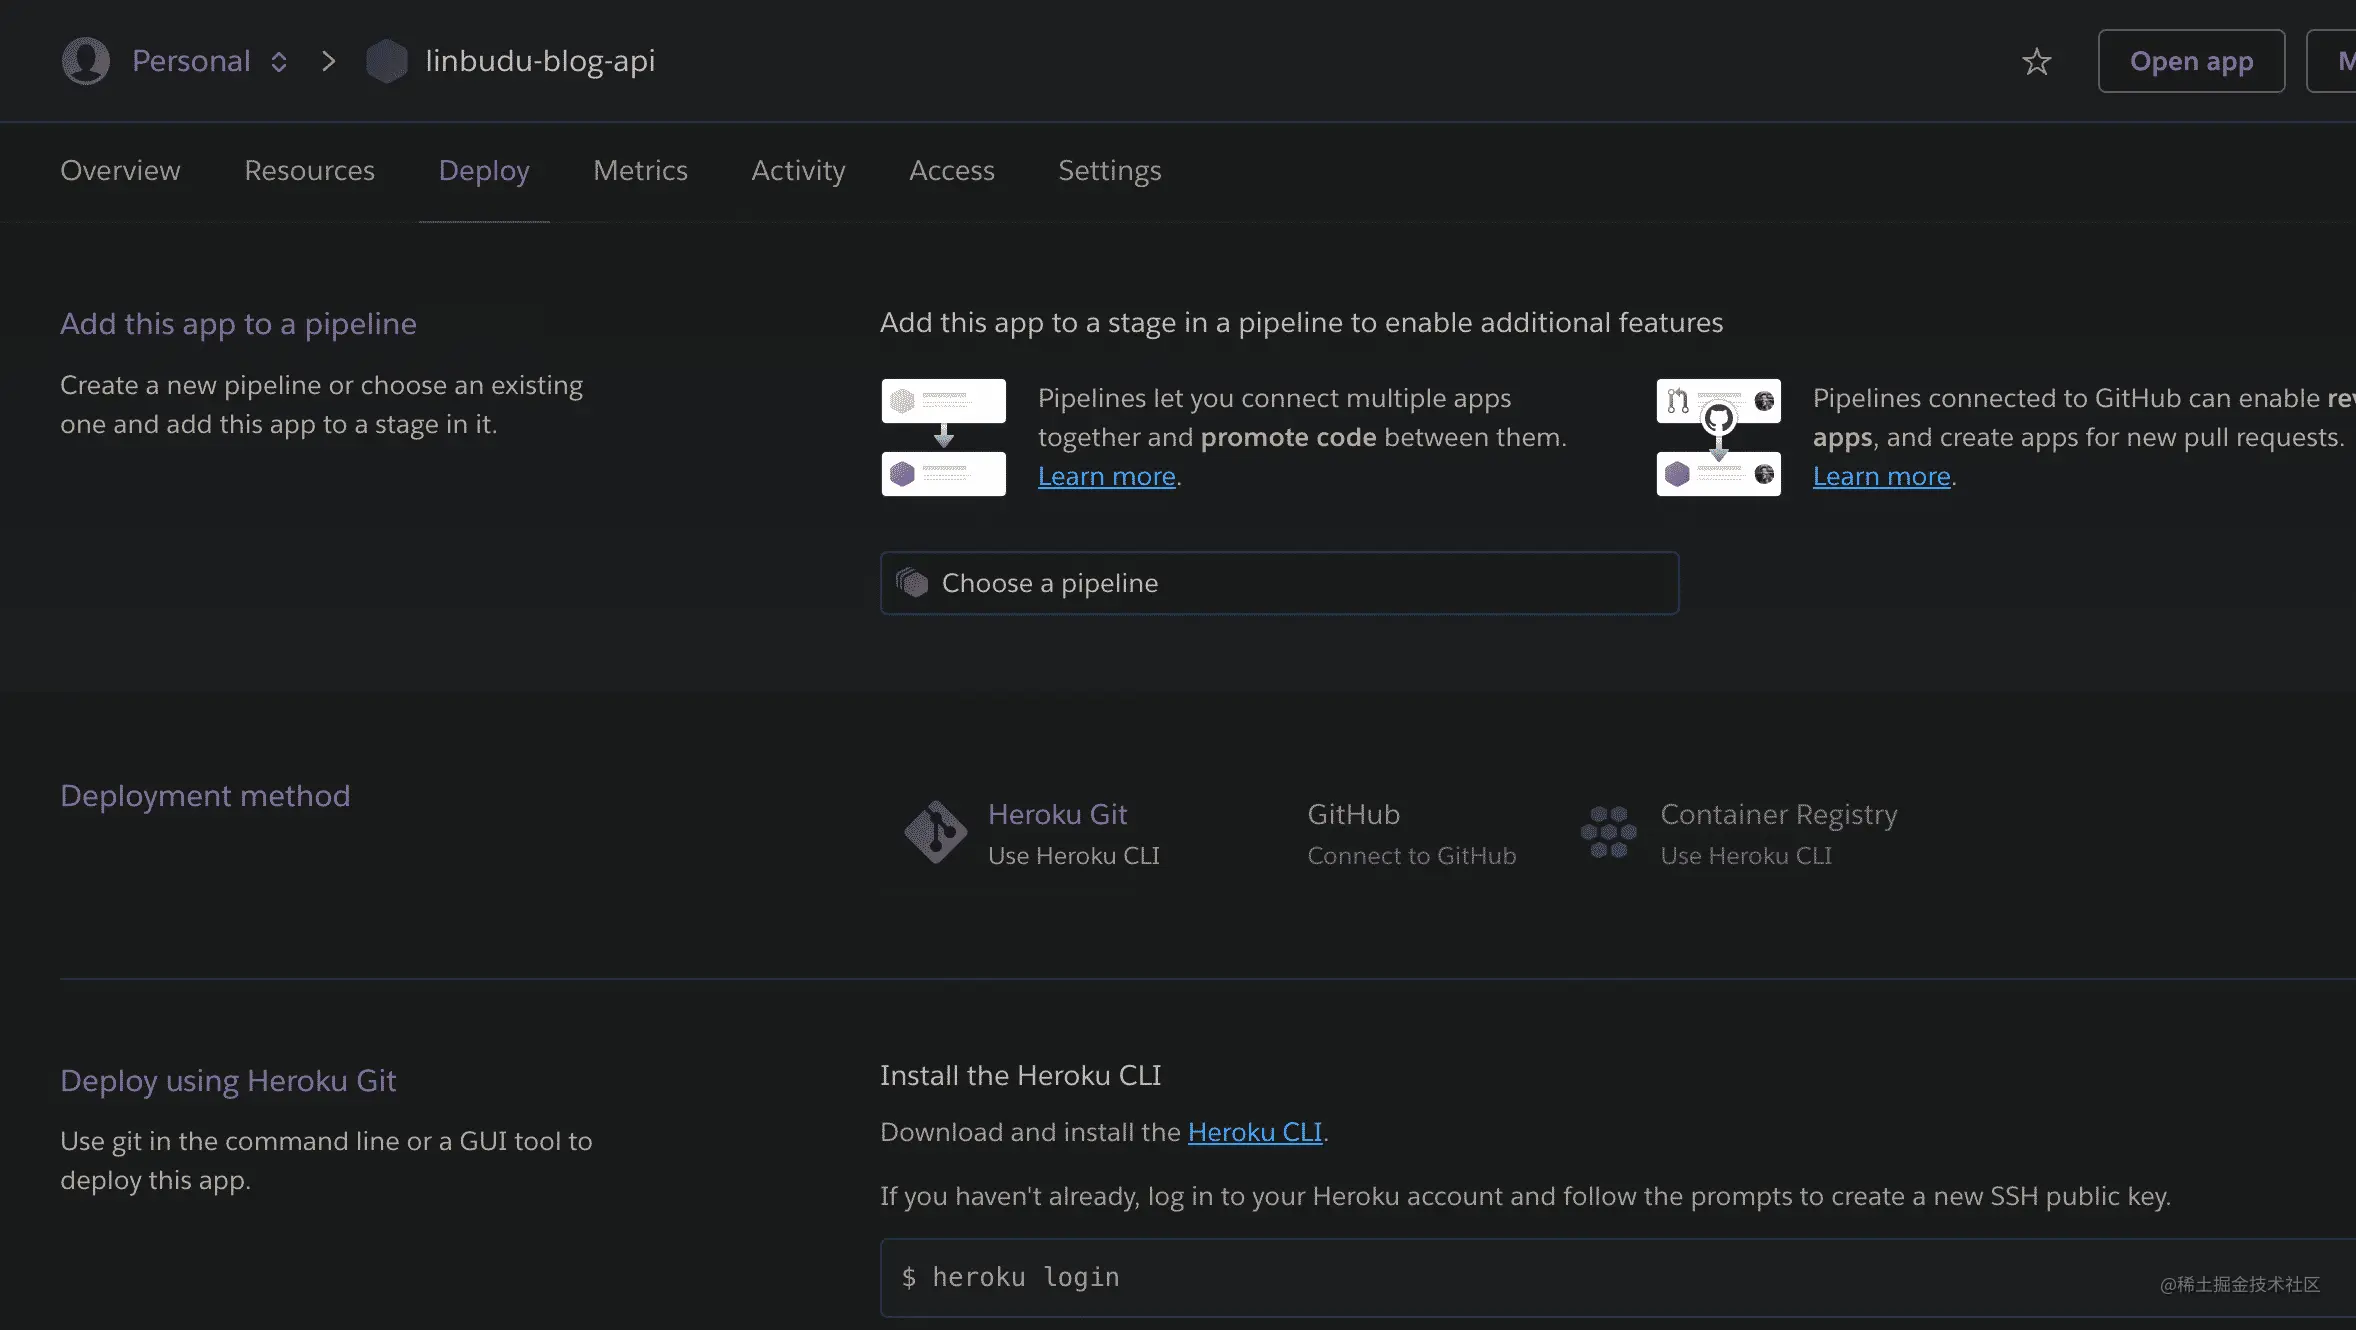 Personal
linbudu-blog-api
Open app
Overview
Resources
Deploy
Metrics
Activity
Access
Settings
Add this app to a pipeline
Create a new pipeline or choose an existing
one and add this app to a stage in it.
Add this app to a stage in a pipeline to enable additional features
Pipelines let you connect multiple apps
together and promote code between them.
Learn more.
Pipelines connected to GitHub can enable
apps, and create apps for new pull requests.
Learn more.
Choose a pipeline
Deployment method
Heroku Git
Use Heroku CLI
GitHub
Connect to GitHub
Container Registry
Use Heroku CLI
Deploy using Heroku Git
Use git in the command line or a GUI tool to
deploy this app.
Install the Heroku CLI
Download and install the Heroku CLI.
If you haven't already, log in to your Heroku account and follow the prompts to create a new SSH public key.
$ heroku login
@稀土掘金技术社区